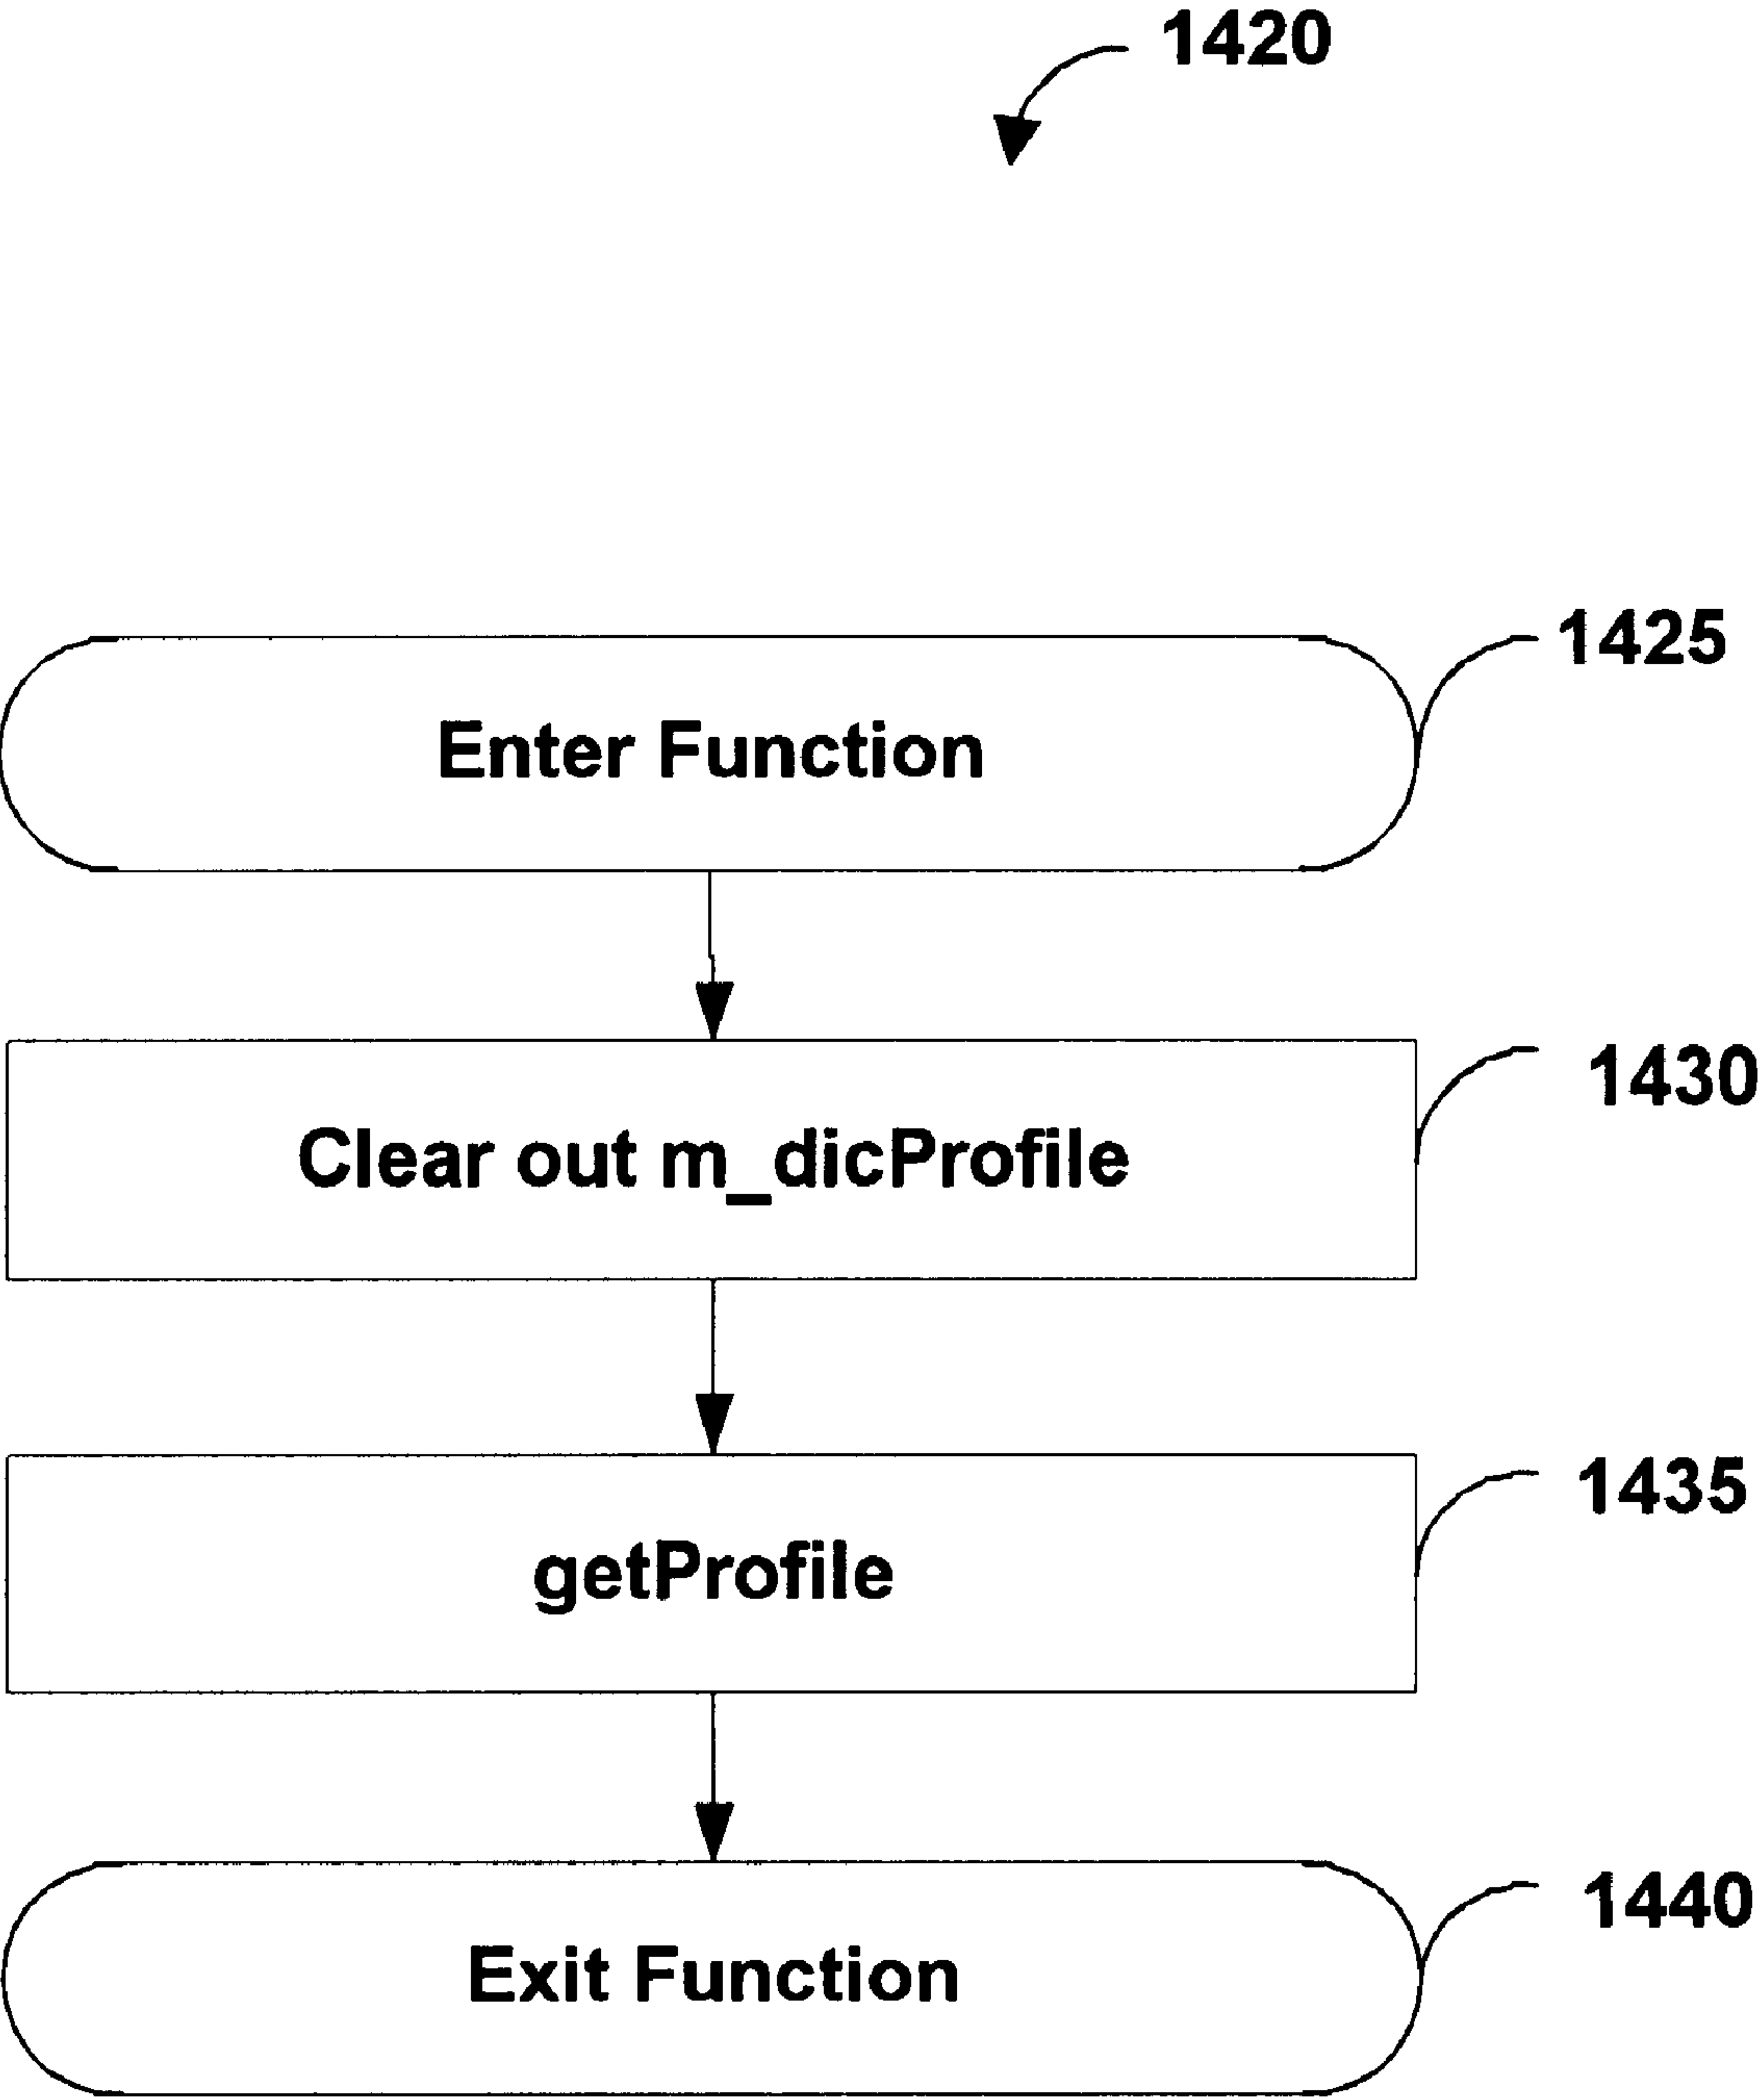 1420
1425
Enter Function
1430
Clear out m_dicProfile
1435
getProfile
1440
Exit Function